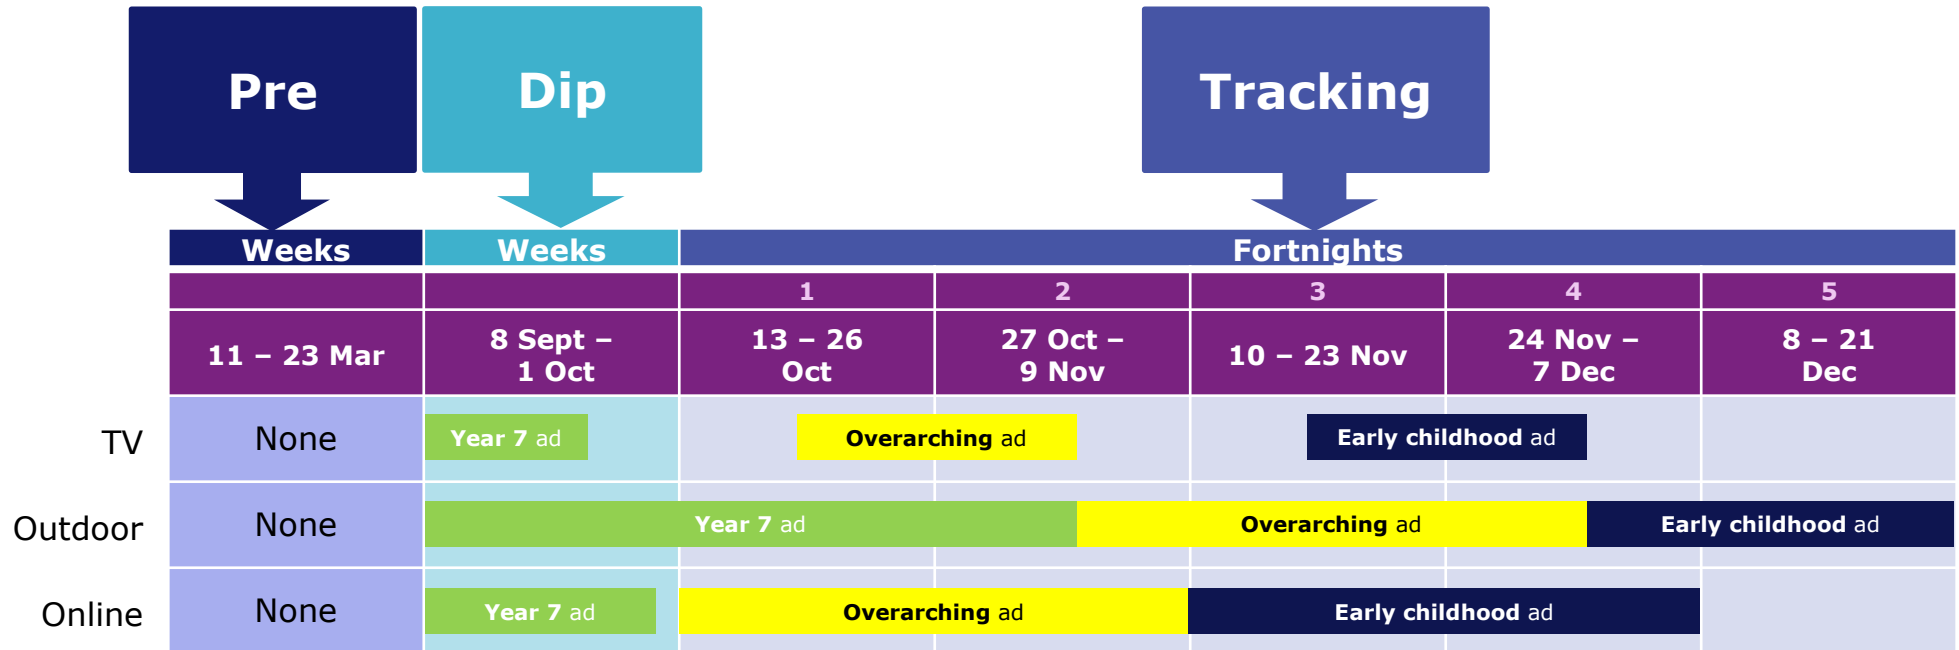 Pre
Dip
Tracking
Weeks
Weeks
Fortnights
1
2
3
4
5
11 – 23 Mar
8 Sept –
1 Oct
13 – 26
Oct
27 Oct –
9 Nov
10 – 23 Nov
24 Nov –
7 Dec
8 – 21
Dec
TV
None
Year 7 ad
Overarching ad
Early childhood ad
Outdoor
None
Year 7 ad
Overarching ad
Early childhood ad
Online
None
Year 7 ad
Overarching ad
Early childhood ad